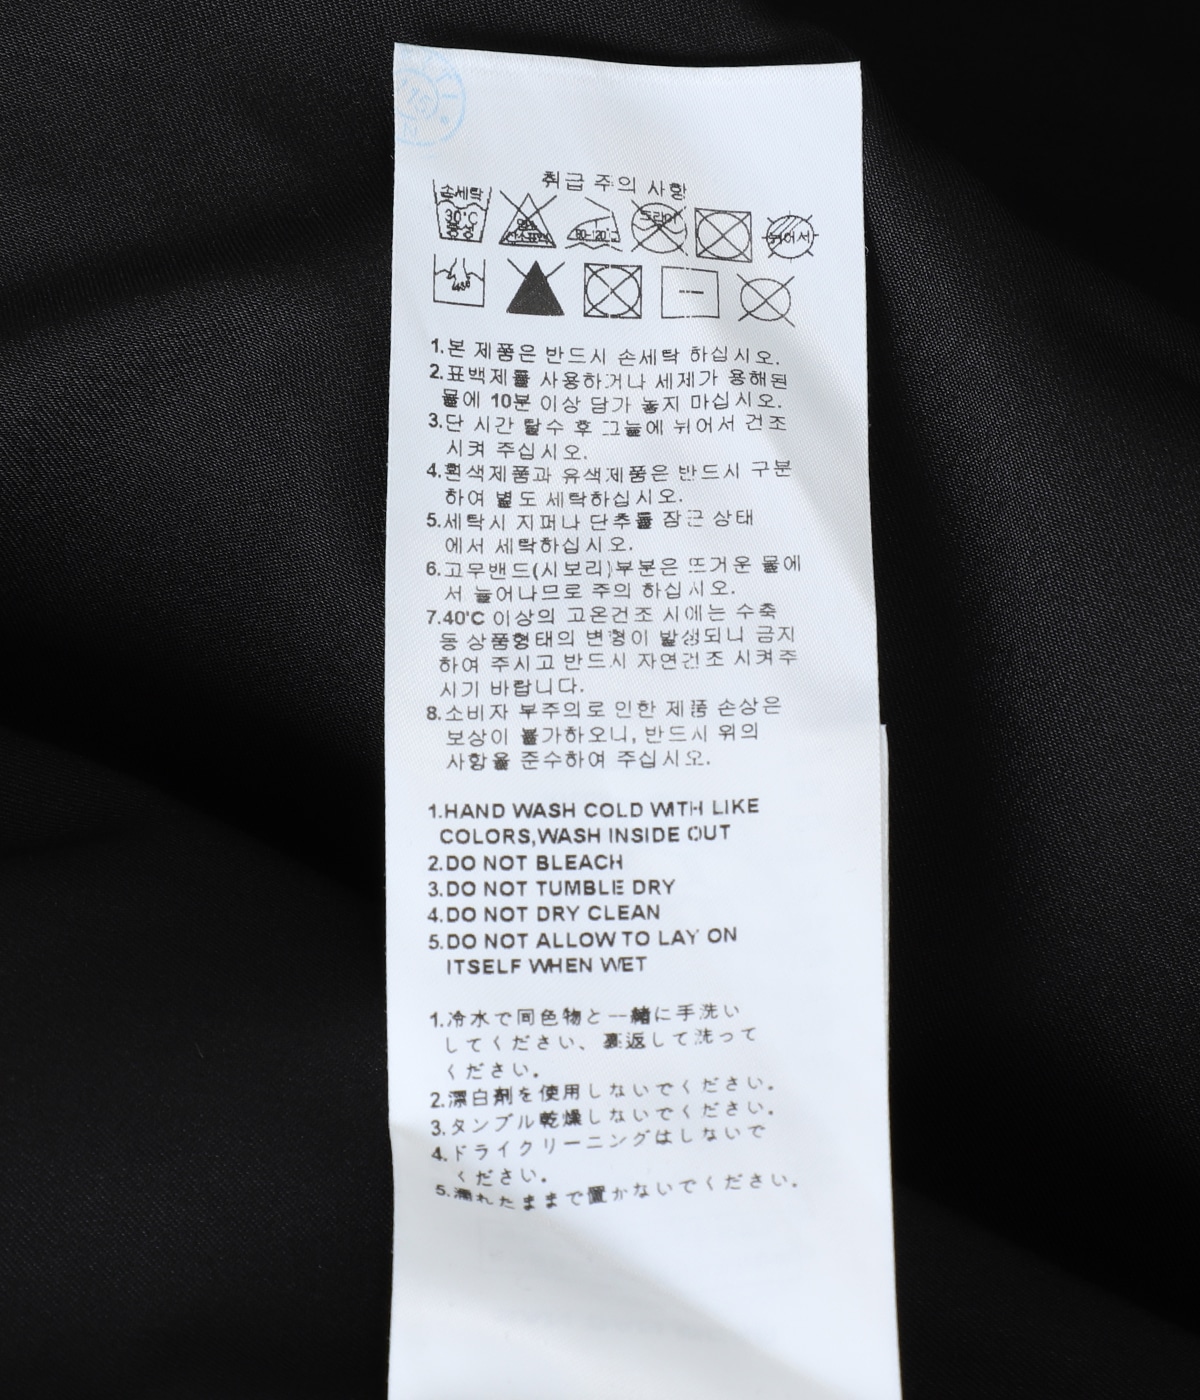 취급 주의 사항
손세탁
30°C
중성
80~120°C
드라이
뉘어서
40°
1.본 제품은 반드시 손세탁 하십시오.
2.표백제를 사용하거나 세제가 용해된
물에 10분 이상 담가 놓지 마십시오.
3.단 시간 탈수 후 그늘에 뉘어서 건조
시켜 주십시오.
4.흰색제품과 유색제품은 반드시 구분
하여 별도 세탁하십시오.
5.세탁시 지퍼나 단추를 잠근 상태
에서 세탁하십시오.
6.고무밴드(시보리)부분은 뜨거운 물에
서 늘어나므로 주의 하십시오.
7.40'C 이상의 고온건조 시에는 수축
등 상품형태의 변형이 발생되니 금지
하여 주시고 반드시 자연건조 시켜주
시기 바랍니다.
8.소비자 부주의로 인한 제품 손상은
보상이 불가하오니, 반드시 위의
사항을 준수하여 주십시오.
1.HAND WASH COLD WITH LIKE
COLORS,WASH INSIDE OUT
2.DO NOT BLEACH
3.DO NOT TUMBLE DRY
4.DO NOT DRY CLEAN
5.DO NOT ALLOW TO LAY ON
ITSELF WHEN WET
1.冷水で同色物と一緒に手洗い
してください、裏返して洗って
ください。
2.漂白剤を使用しないでください。
3.タンブル乾燥しないでください。
4.ドライクリーニングはしないで
ください。
5.濡れたままで置かないでください。